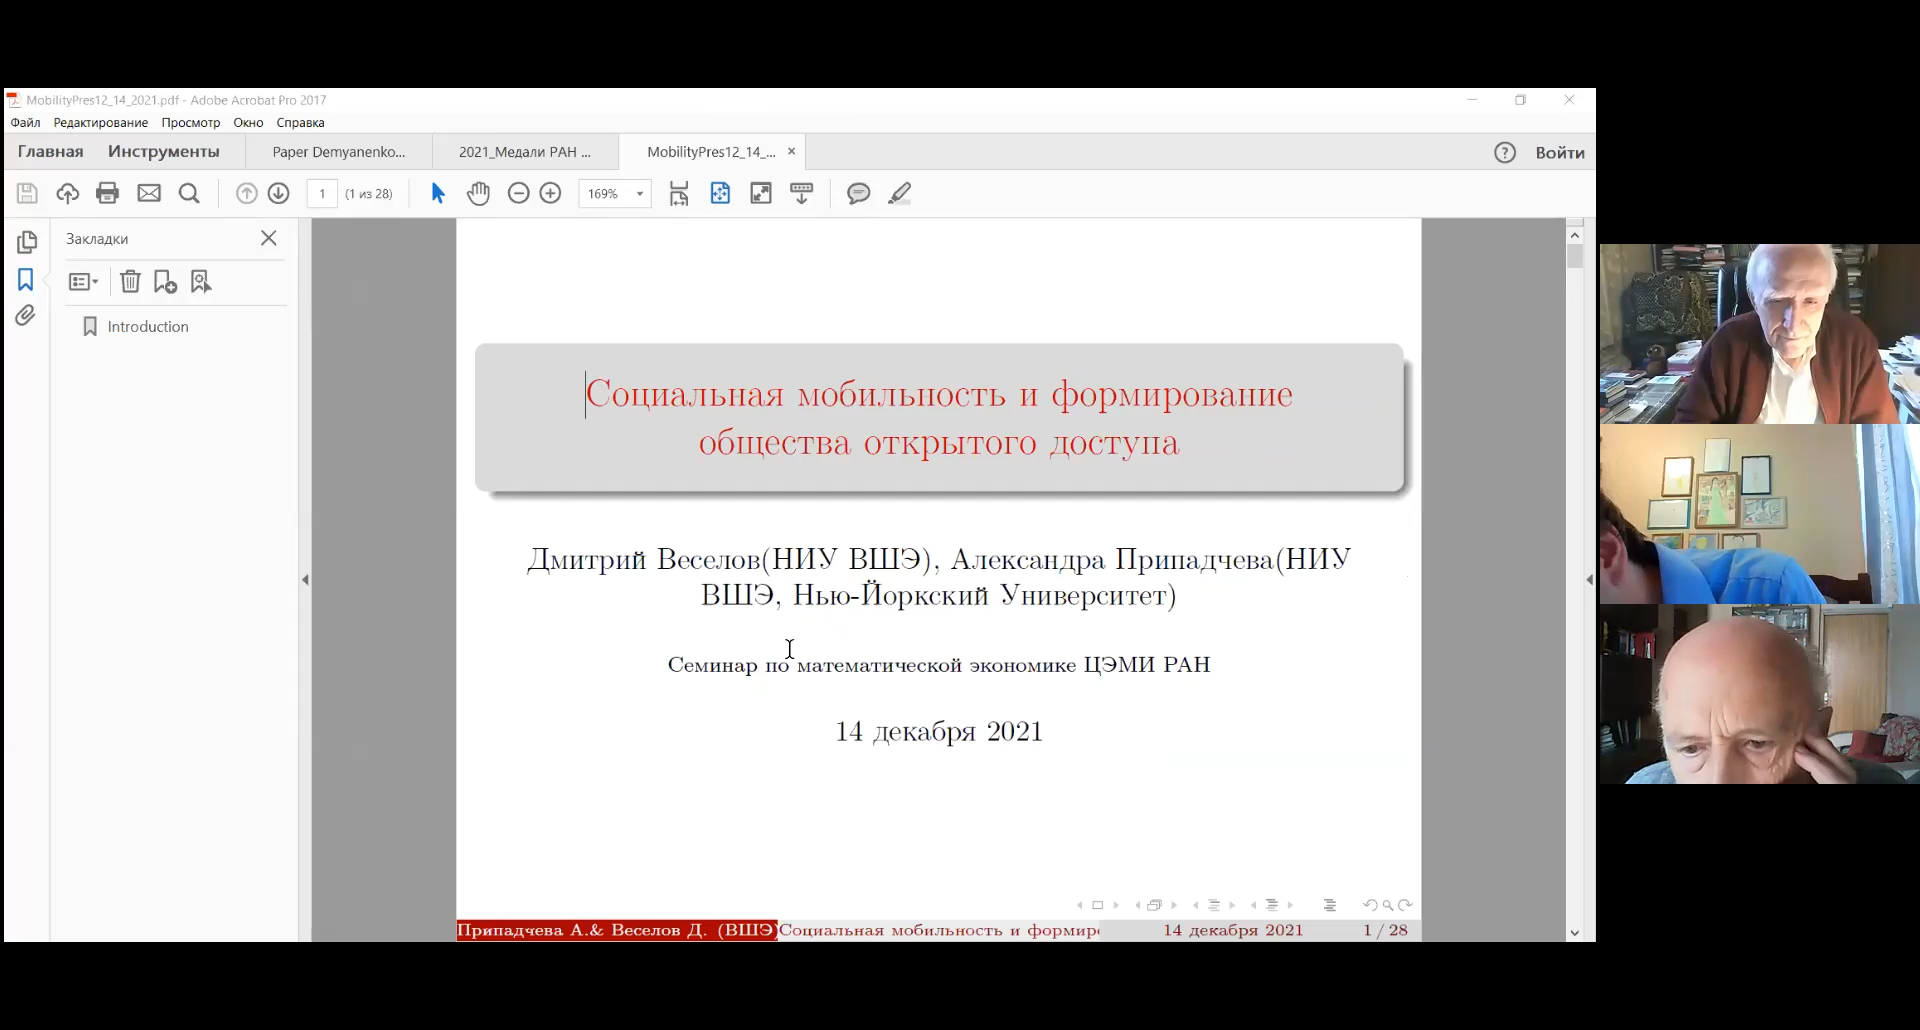 MobilityPres12_14_2021.pdf - Adobe Acrobat Pro 2017
Файл Редактирование Просмотр Окно Справка
Главная Инструменты Paper Demyanenko... 2021_Медали РАН ... MobilityPres12_14_... Войти
1 (1 из 28) 169%
Закладки
Introduction
Социальная мобильность и формирование
общества открытого доступа
Дмитрий Веселов(НИУ ВШЭ), Александра Припадчева(НИУ
ВШЭ, Нью-Йоркский Университет)
Семинар по математической экономике ЦЭМИ РАН
14 декабря 2021
Припадчева А.& Веселов Д. (ВШЭ) Социальная мобильность и формиро 14 декабря 2021 1 / 28